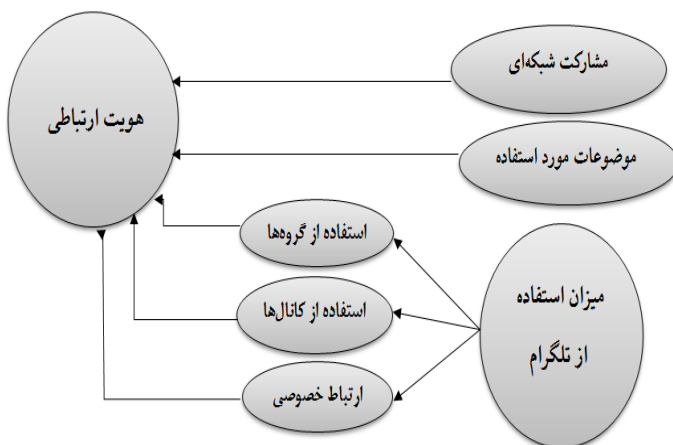 مشارکت شبکه‌ای
هویت ارتباطی
موضوعات مورد استفاده
استفاده از گروه‌ها
میزان استفاده
از تلگرام
استفاده از کانال‌ها
ارتباط خصوصی